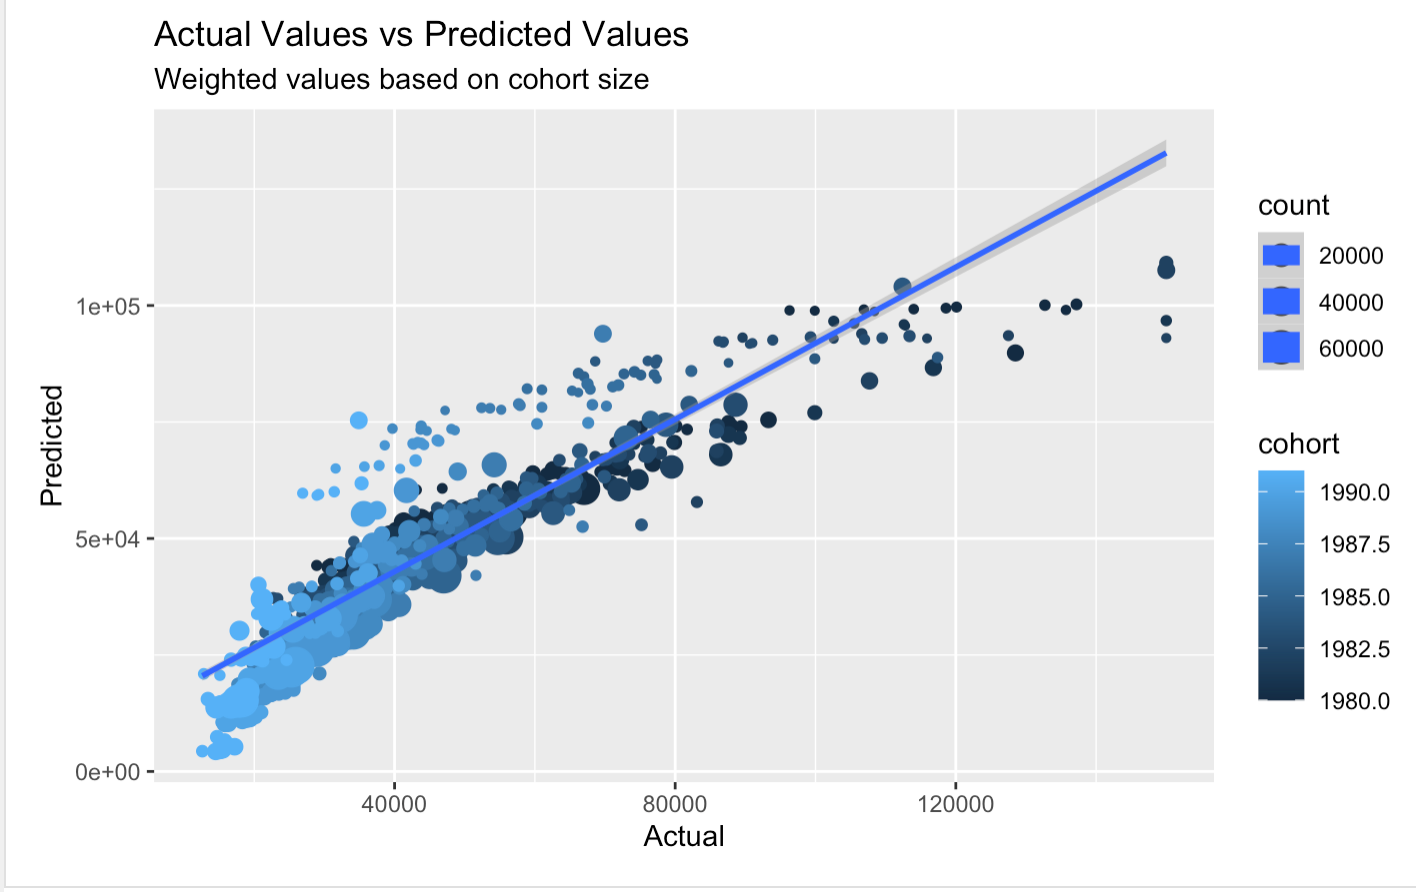 Actual Values vs Predicted Values
Weighted values based on cohort size
Predicted
1e+05
5e+04
0e+00
40000
80000
120000
Actual
count
20000
40000
60000
cohort
1990.0
1987.5
1985.0
1982.5
1980.0